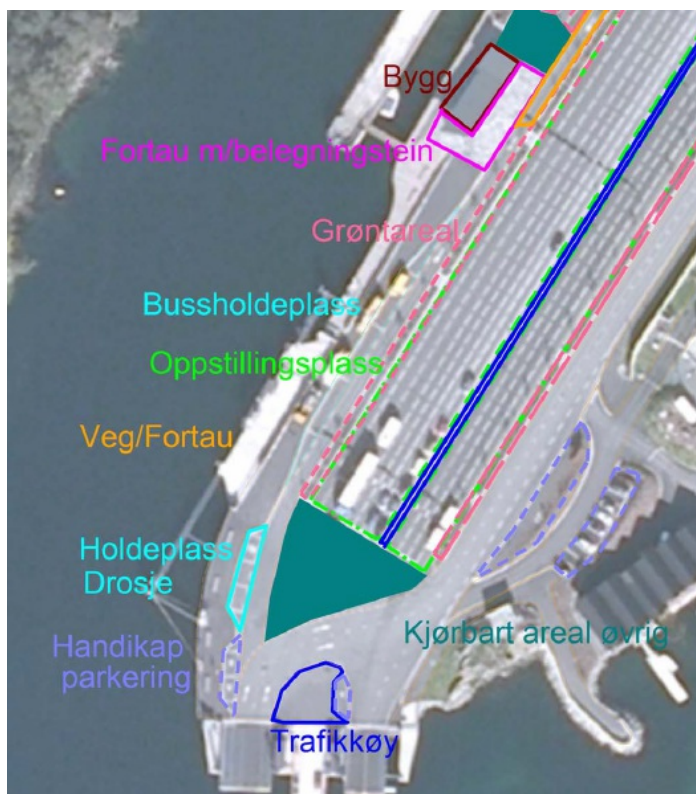 Bygg
Fortau m/belegningstein
Grøntareal
Bussholdeplass
Oppstillingsplass
Veg/Fortau
Holdeplass
Drosje
Kjørbart areal øvrig
Handikap
parkering
Trafikkøy